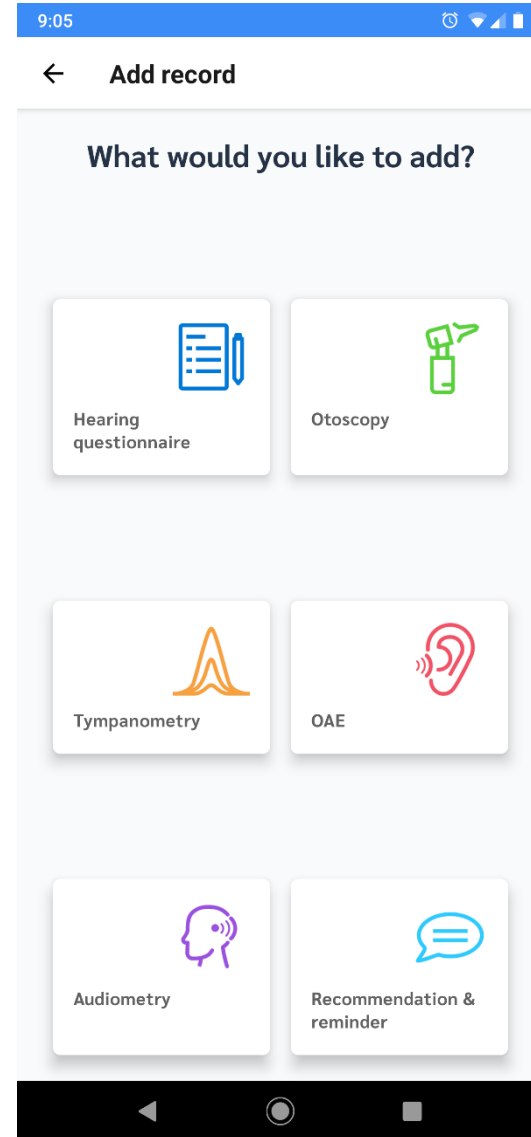 9:05
Add record
What would you like to add?
Hearing
questionnaire
Otoscopy
Tympanometry
OAE
Audiometry
Recommendation &
reminder